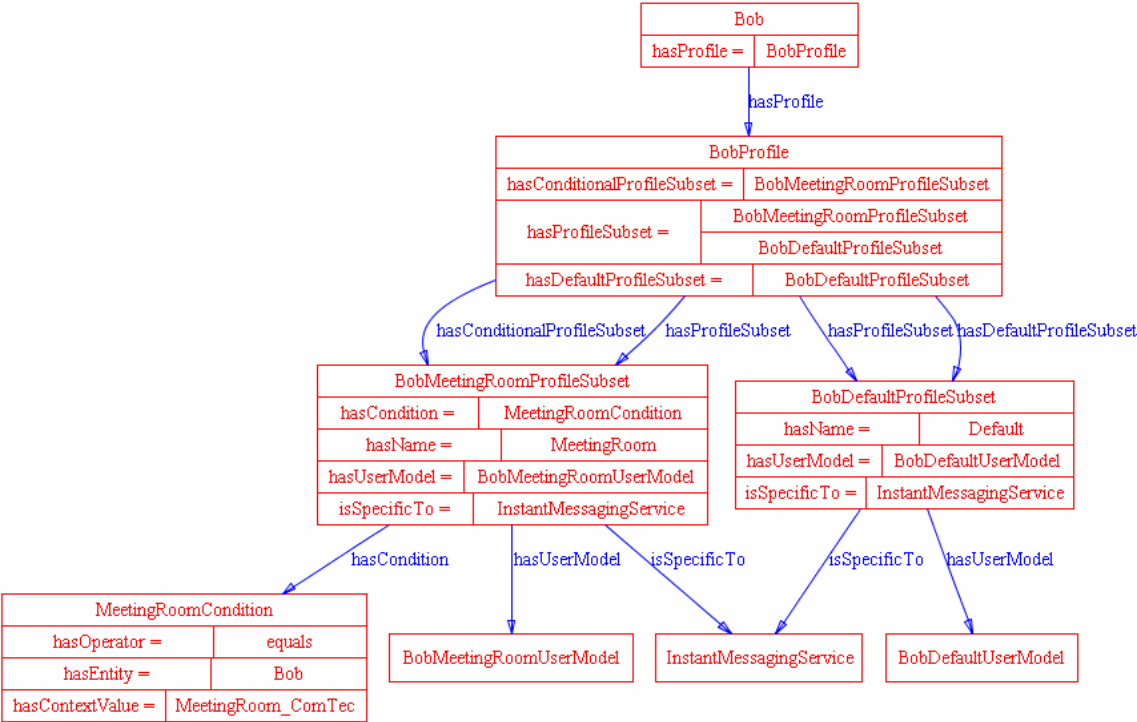 Bob
hasProfile = BobProfile
hasProfile
BobProfile
hasConditionalProfileSubset = BobMeetingRoomProfileSubset
hasProfileSubset = BobMeetingRoomProfileSubset
BobDefaultProfileSubset
hasDefaultProfileSubset = BobDefaultProfileSubset
hasConditionalProfileSubset hasProfileSubset hasProfileSubset hasDefaultProfileSubset
BobMeetingRoomProfileSubset
hasCondition = MeetingRoomCondition
hasName = MeetingRoom
hasUserModel = BobMeetingRoomUserModel
isSpecificTo = InstantMessagingService
BobDefaultProfileSubset
hasName = Default
hasUserModel = BobDefaultUserModel
isSpecificTo = InstantMessagingService
hasCondition hasUserModel isSpecificTo isSpecificTo hasUserModel
MeetingRoomCondition
hasOperator = equals
hasEntity = Bob
hasContextValue = MeetingRoom_ComTec
BobMeetingRoomUserModel
InstantMessagingService
BobDefaultUserModel